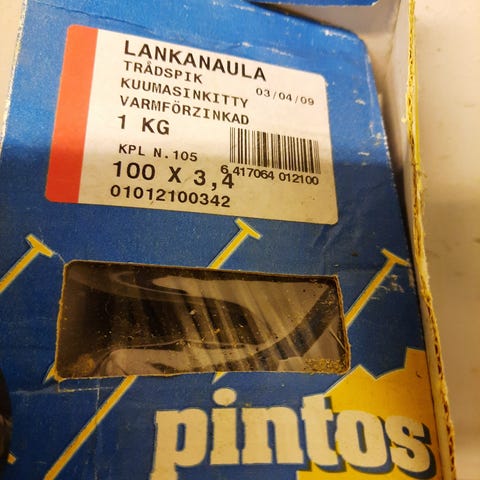 LANKANAULA
TRÅDSPIK
KUUMASINKITTY 03/04/09
VARMFÖRZINKAD
1 KG
KPL N.105
6 417064 012100
100 X 3,4
01012100342
pintos